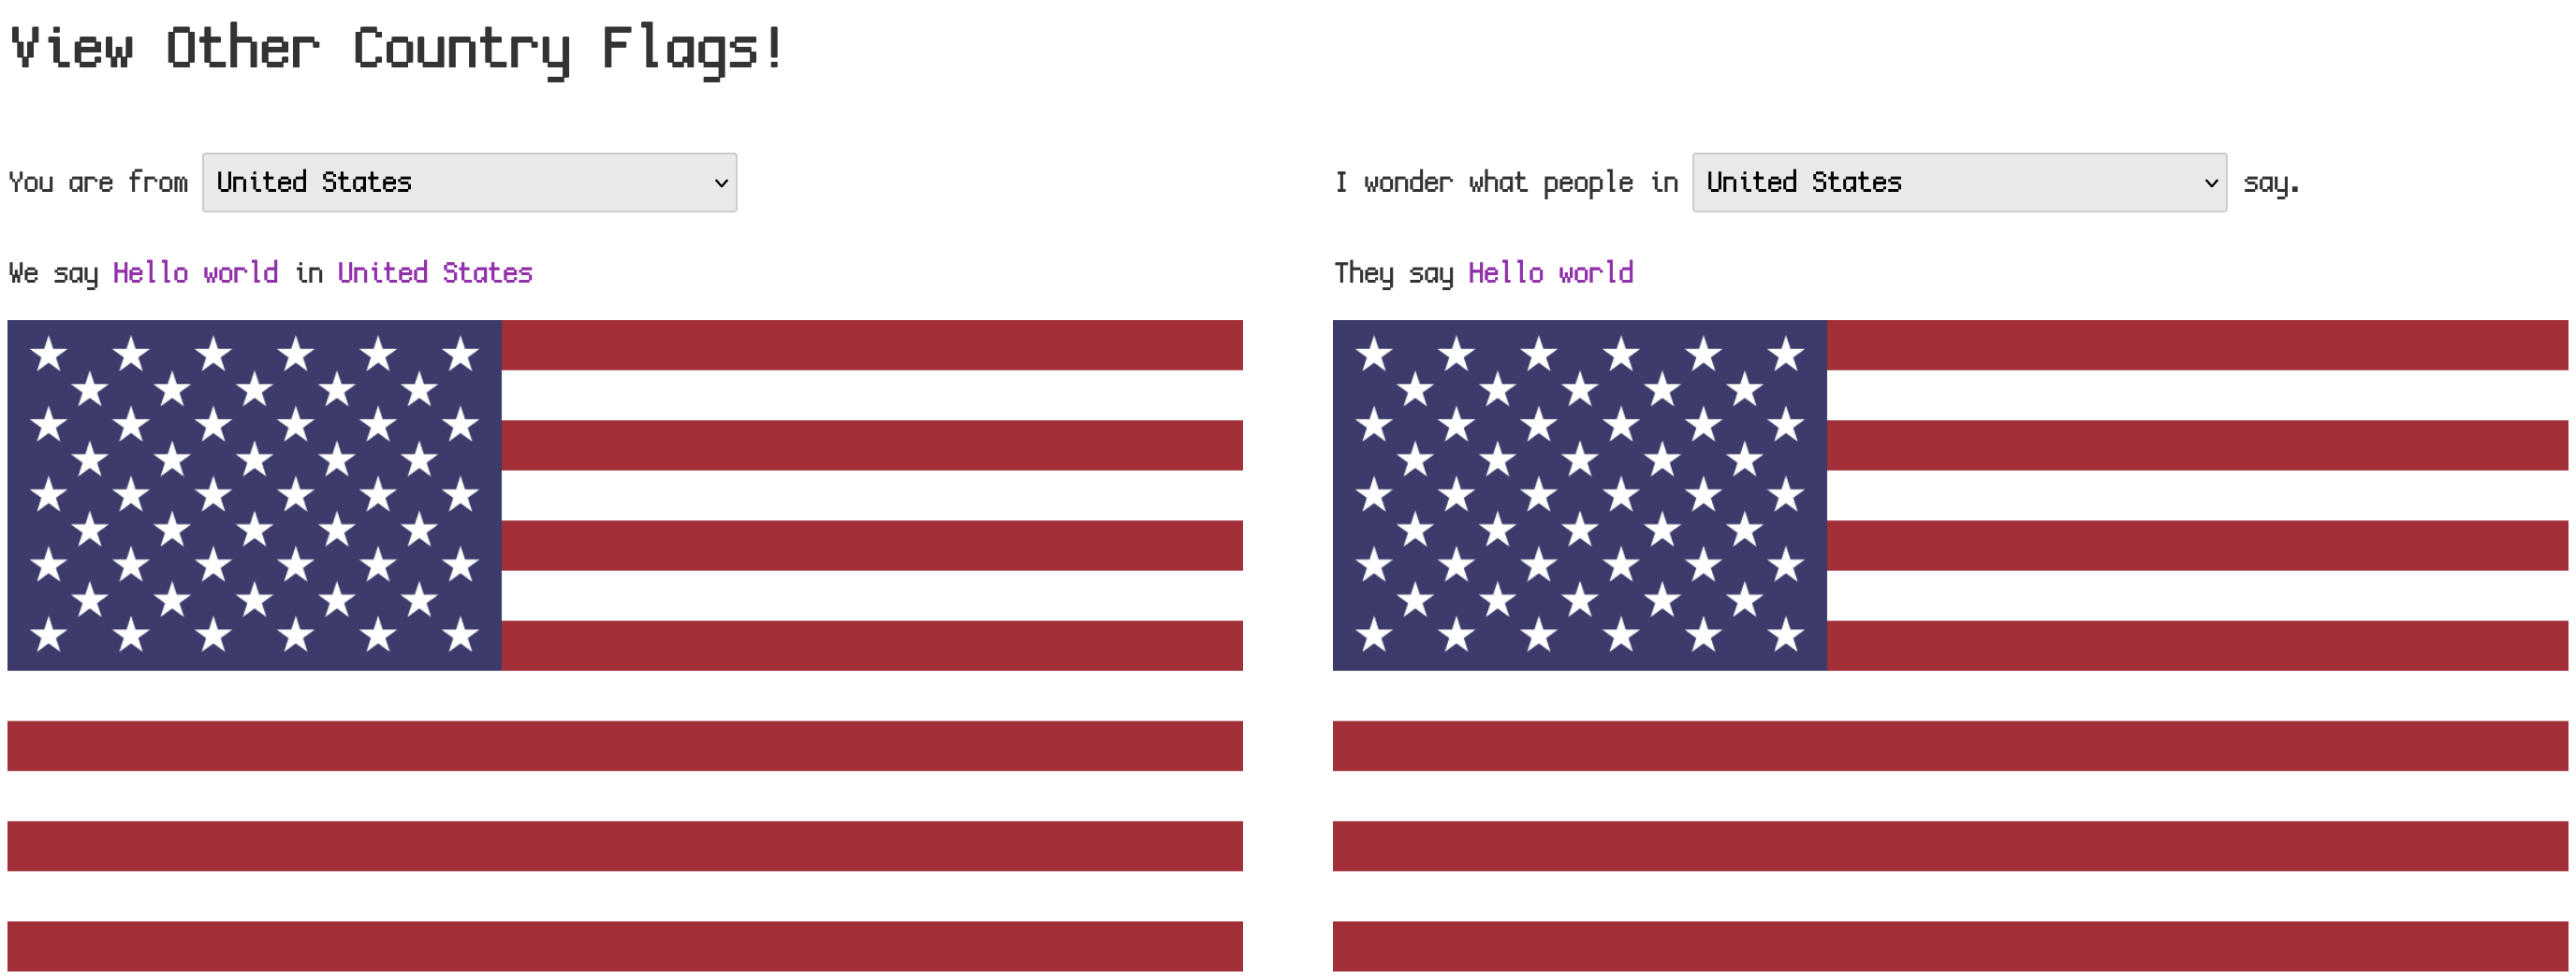 View Other Country Flags!
You are from United States
I wonder what people in United States say.
We say Hello world in United States
They say Hello world